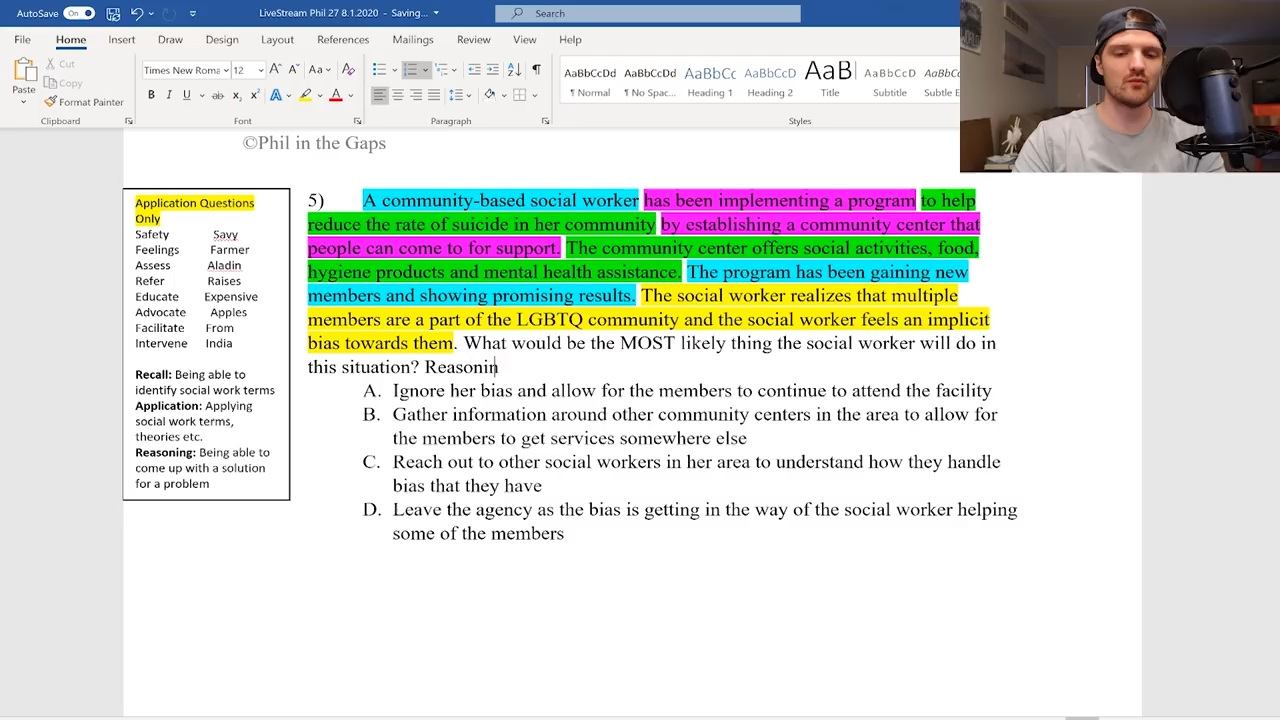 AutoSave On LiveStream Phil 27 8.1.2020 - Saving... Search
File Home Insert Draw Design Layout References Mailings Review View Help
Paste Cut Copy Format Painter
Times New Roma 12 Aa
B I U ab x₂ x² A A
AaBbCcDd AaBbCcDd AaBbCc AaBbCcD AaB AaBbCcD AaBbCcD
¶ Normal ¶ No Spac... Heading 1 Heading 2 Title Subtitle Subtle E
Clipboard Font Paragraph Styles
©Phil in the Gaps
Application Questions
Only
Safety Savy
Feelings Farmer
Assess Aladin
Refer Raises
Educate Expensive
Advocate Apples
Facilitate From
Intervene India
Recall: Being able to
identify social work terms
Application: Applying
social work terms,
theories etc.
Reasoning: Being able to
come up with a solution
for a problem
5) A community-based social worker has been implementing a program to help
reduce the rate of suicide in her community by establishing a community center that
people can come to for support. The community center offers social activities, food,
hygiene products and mental health assistance. The program has been gaining new
members and showing promising results. The social worker realizes that multiple
members are a part of the LGBTQ community and the social worker feels an implicit
bias towards them. What would be the MOST likely thing the social worker will do in
this situation? Reasonin
A. Ignore her bias and allow for the members to continue to attend the facility
B. Gather information around other community centers in the area to allow for
the members to get services somewhere else
C. Reach out to other social workers in her area to understand how they handle
bias that they have
D. Leave the agency as the bias is getting in the way of the social worker helping
some of the members